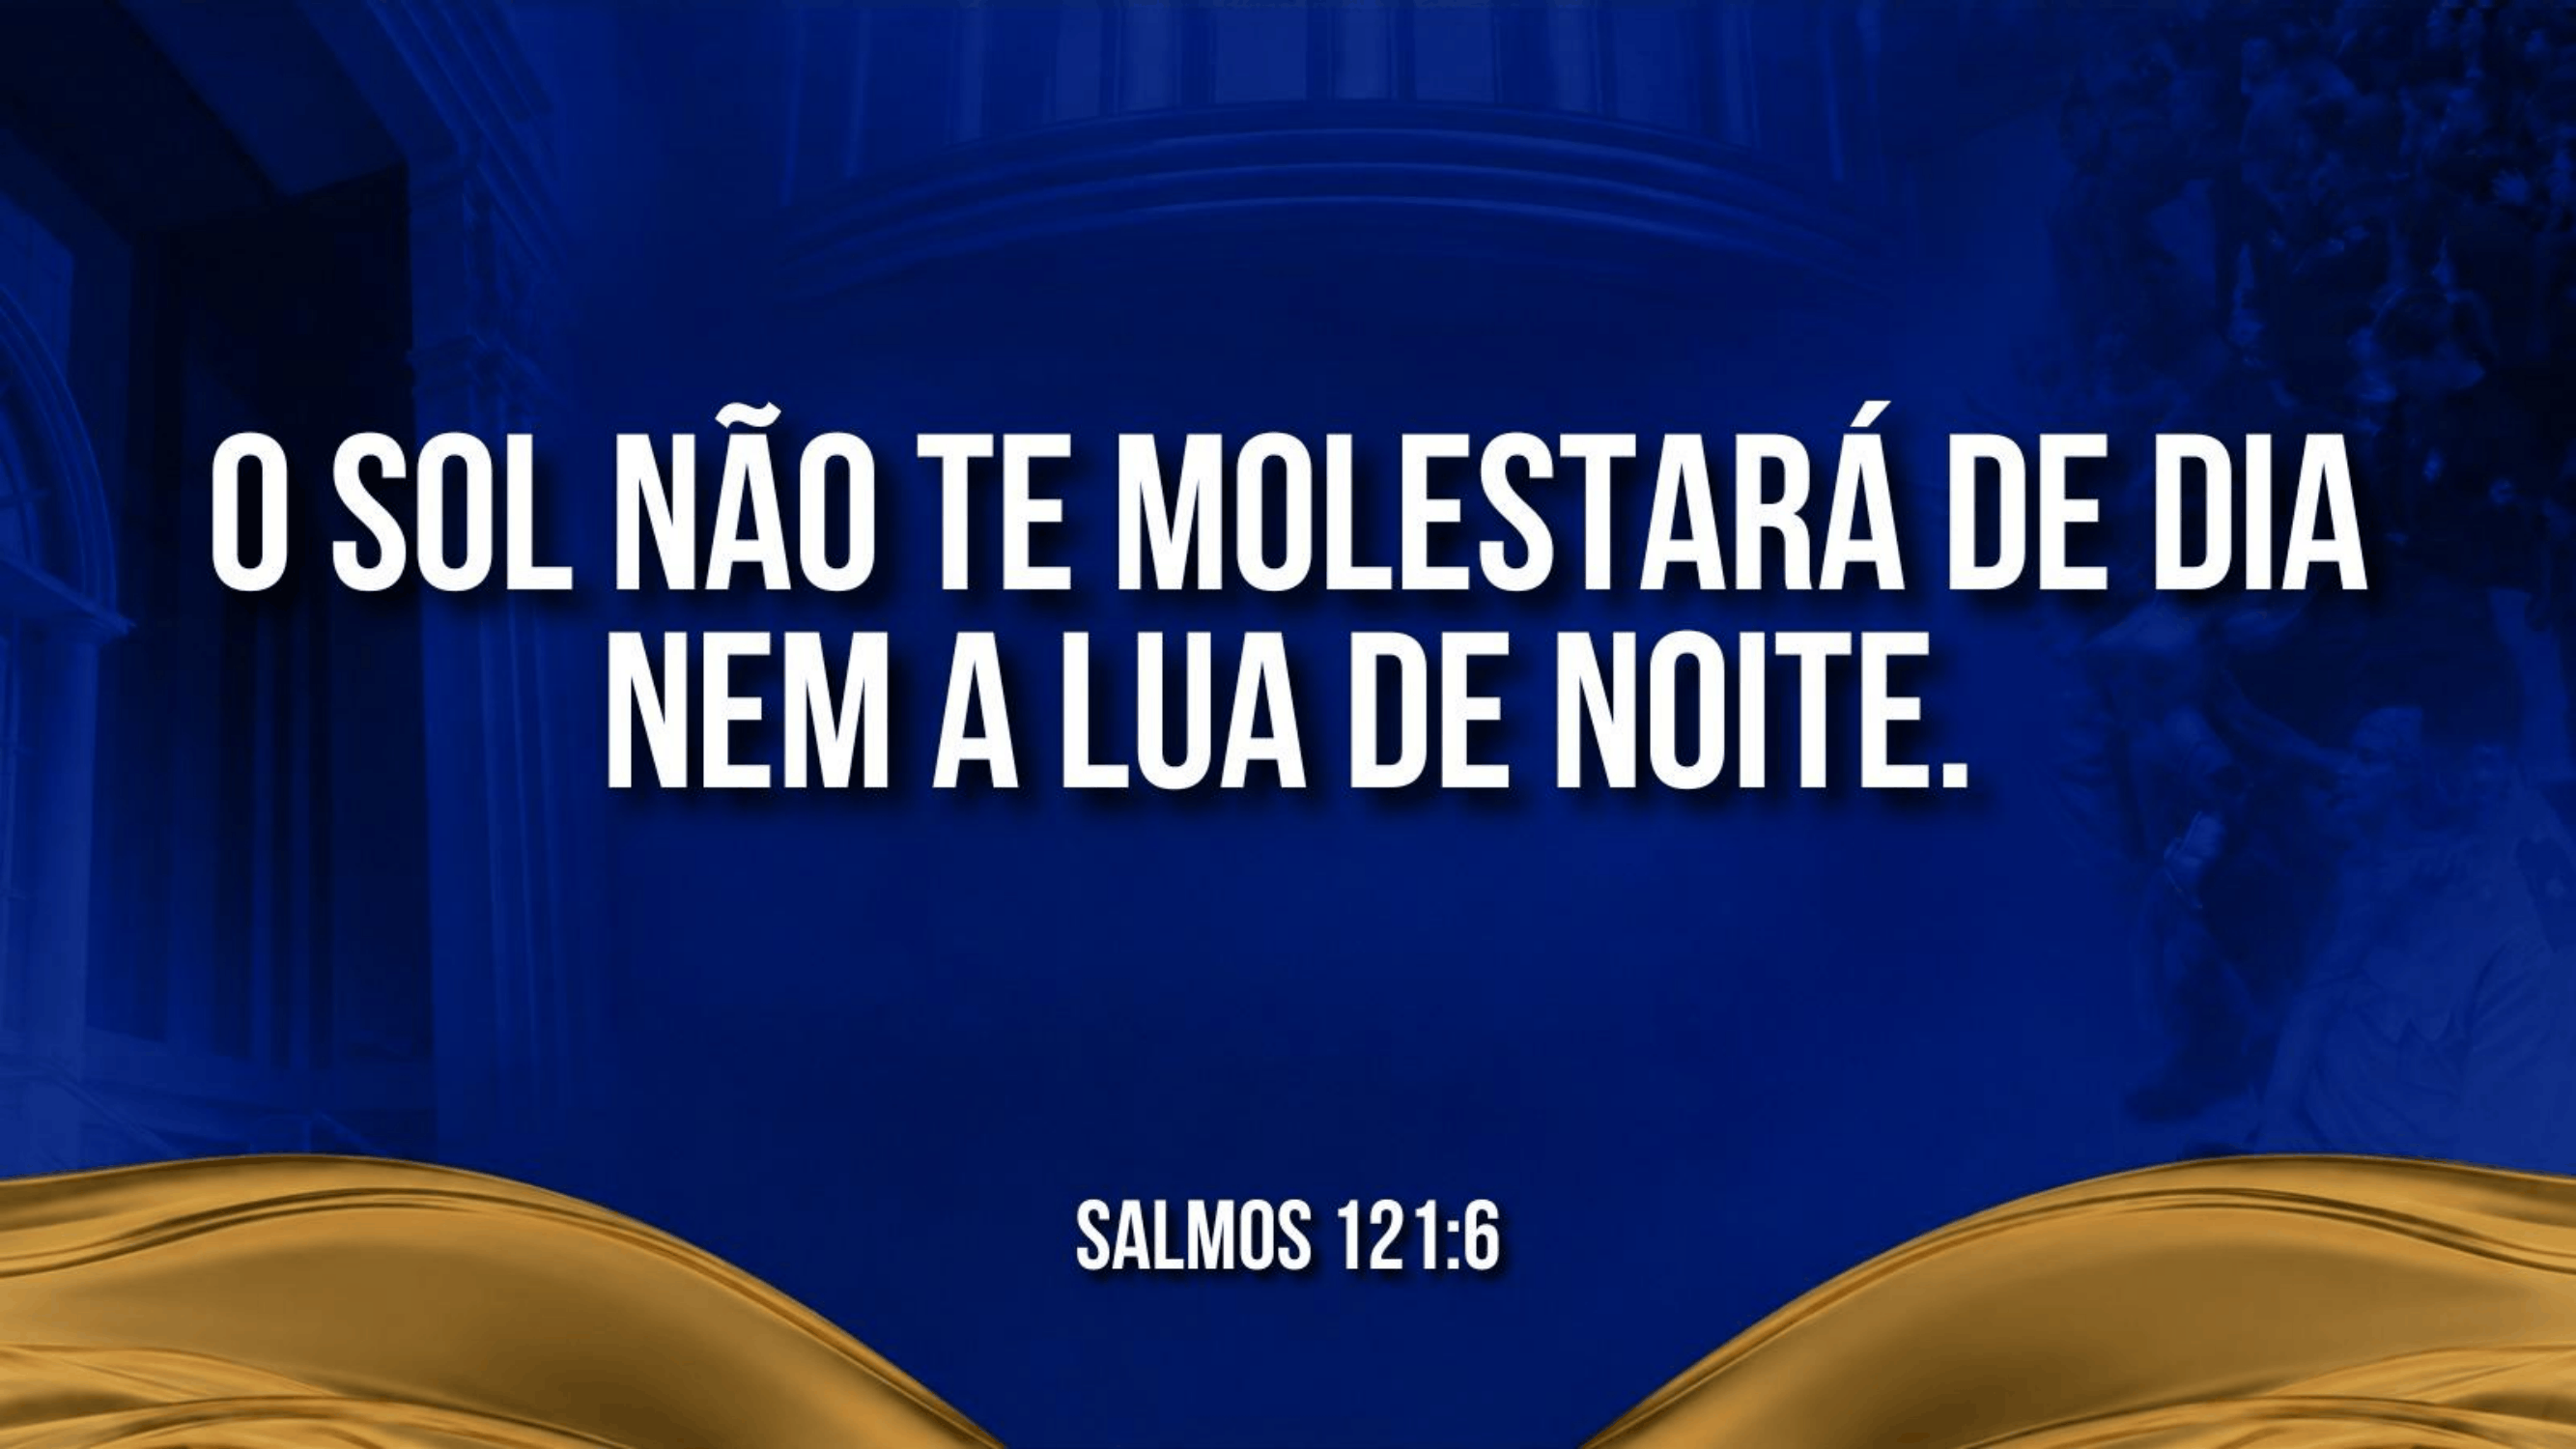 O SOL NÃO TE MOLESTARÁ DE DIA
NEM A LUA DE NOITE.
SALMOS 121:6